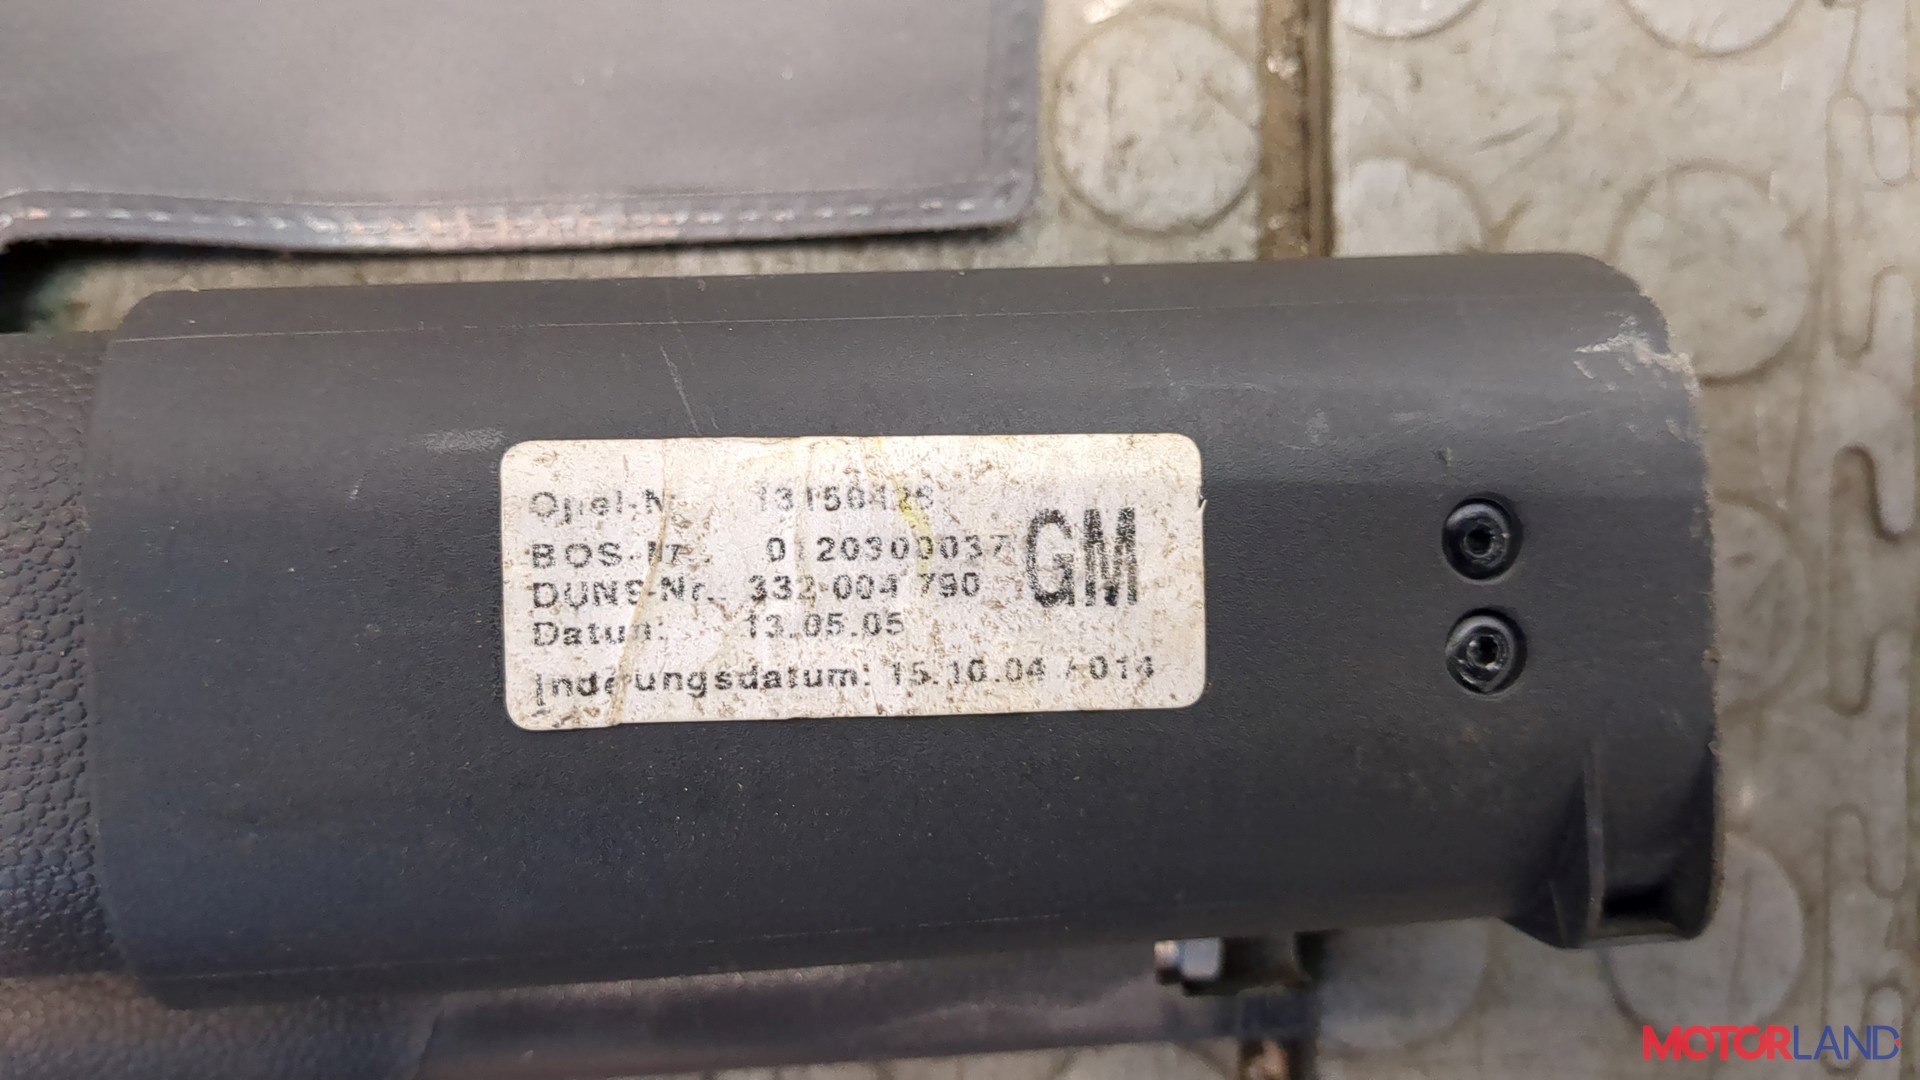 Opel-Nr. 13150426
BOS-Nr. 0120300037
DUNS-Nr. 332 004 790
GM
Datum: 13.05.05
Änderungsdatum: 15.10.04 / 014
MOTORLAND